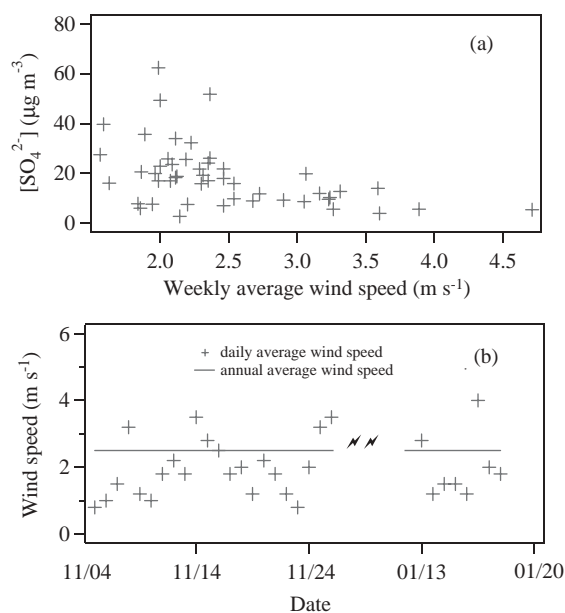 (a)
80
60
40
20
0
[SO₄²⁻] (µg m⁻³)
2.0 2.5 3.0 3.5 4.0 4.5
Weekly average wind speed (m s⁻¹)
(b)
daily average wind speed
annual average wind speed
6
4
2
0
Wind speed (m s⁻¹)
11/04 11/14 11/24 01/13 01/20
Date